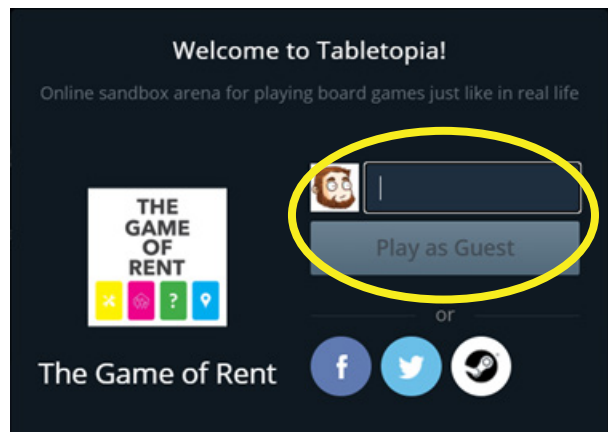 Welcome to Tabletopia!
Online sandbox arena for playing board games just like in real life
THE
GAME
OF
RENT
?
Play as Guest
or
f
The Game of Rent